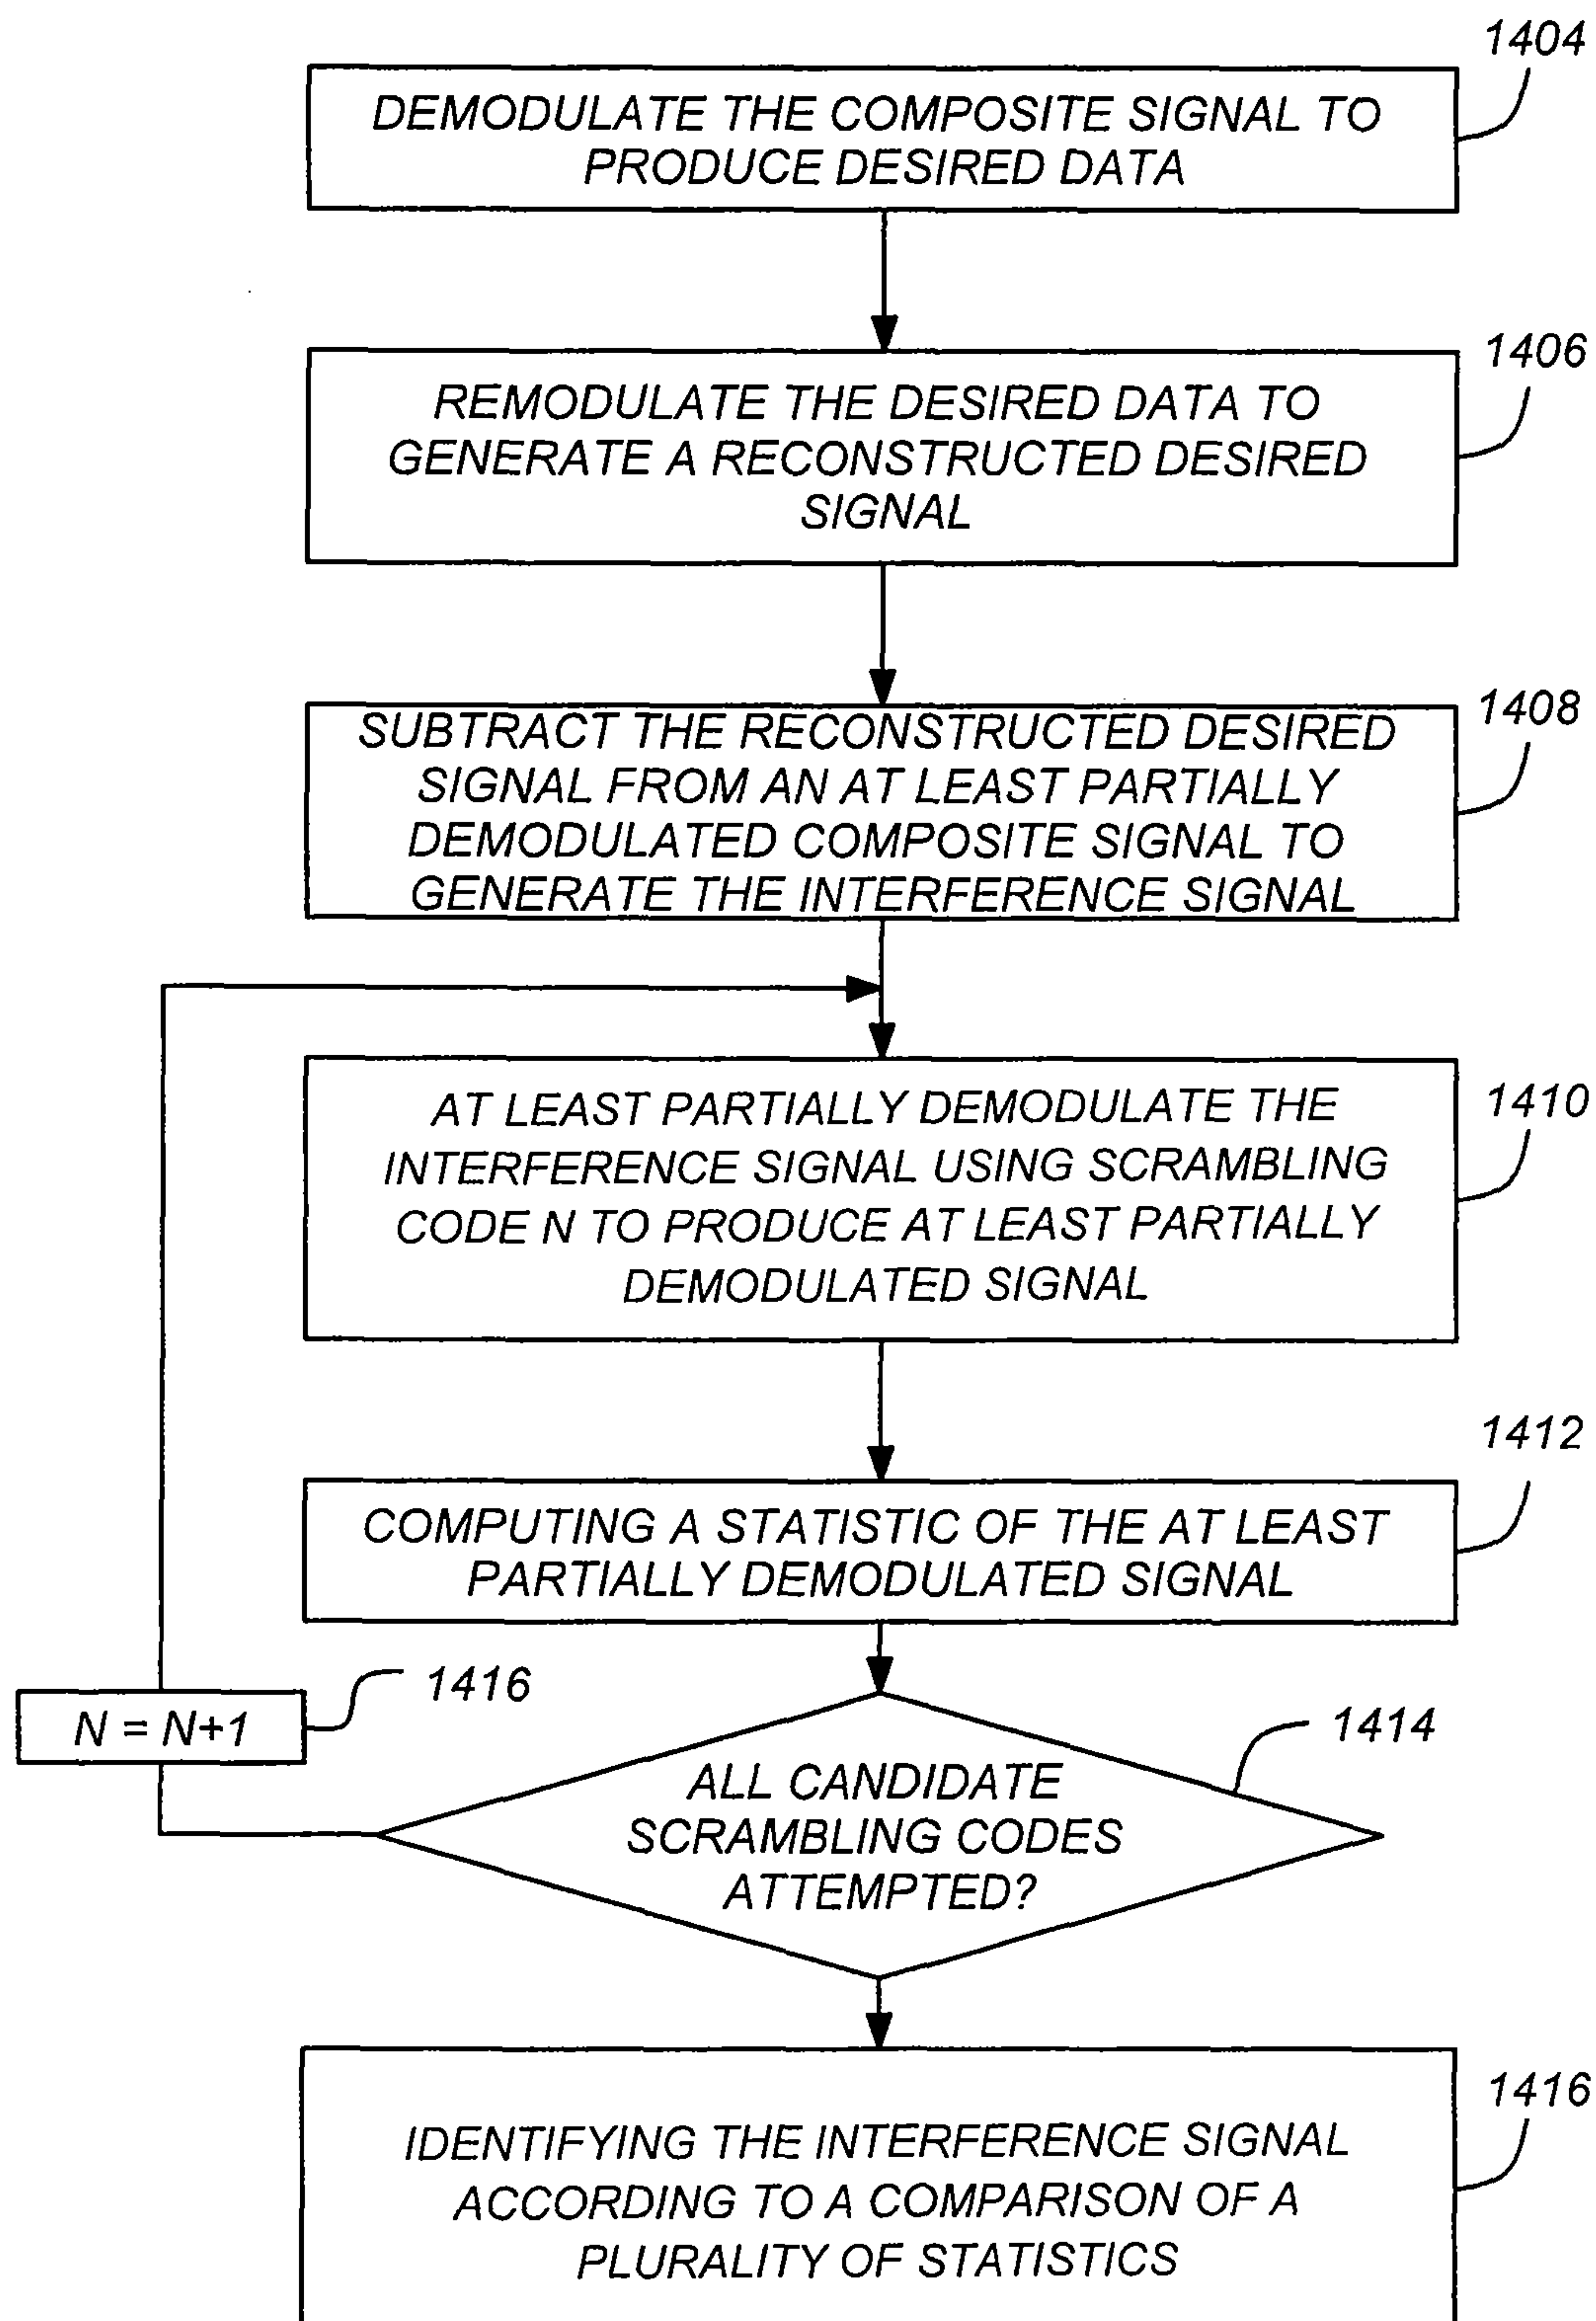 1404
DEMODULATE THE COMPOSITE SIGNAL TO
PRODUCE DESIRED DATA
1406
REMODULATE THE DESIRED DATA TO
GENERATE A RECONSTRUCTED DESIRED
SIGNAL
1408
SUBTRACT THE RECONSTRUCTED DESIRED
SIGNAL FROM AN AT LEAST PARTIALLY
DEMODULATED COMPOSITE SIGNAL TO
GENERATE THE INTERFERENCE SIGNAL
1410
AT LEAST PARTIALLY DEMODULATE THE
INTERFERENCE SIGNAL USING SCRAMBLING
CODE N TO PRODUCE AT LEAST PARTIALLY
DEMODULATED SIGNAL
1412
COMPUTING A STATISTIC OF THE AT LEAST
PARTIALLY DEMODULATED SIGNAL
1416
N = N+1
1414
ALL CANDIDATE
SCRAMBLING CODES
ATTEMPTED?
1416
IDENTIFYING THE INTERFERENCE SIGNAL
ACCORDING TO A COMPARISON OF A
PLURALITY OF STATISTICS